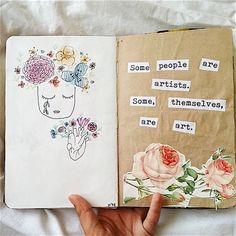 Some people are
artists.
Some, themselves,
are art.